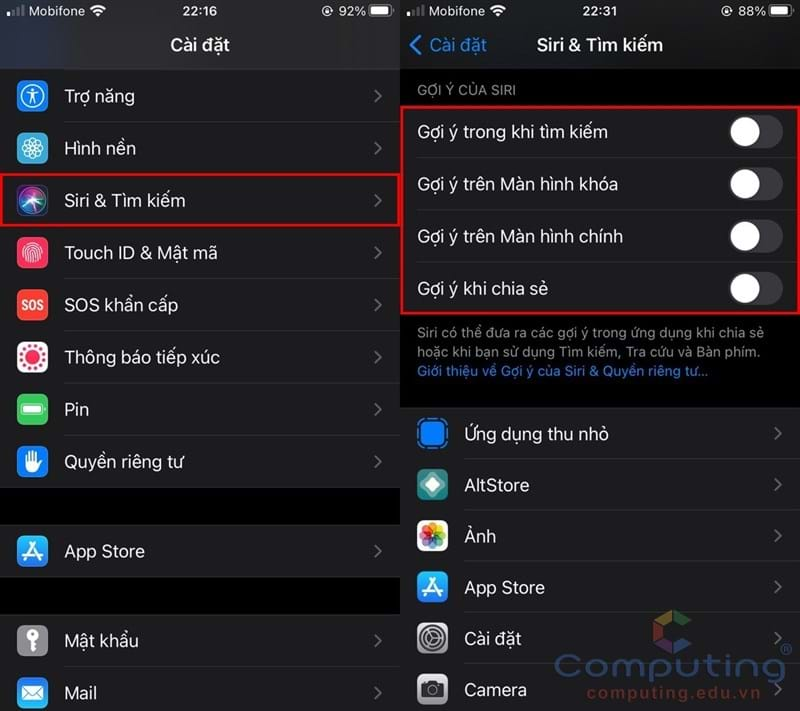 Mobifone 22:16 92%
Cài đặt
Trợ năng
Hình nền
Siri & Tìm kiếm
Touch ID & Mật mã
SOS
SOS khẩn cấp
Thông báo tiếp xúc
Pin
Quyền riêng tư
App Store
Mật khẩu
Mail
Mobifone 22:31 88%
Cài đặt Siri & Tìm kiếm
GỢI Ý CỦA SIRI
Gợi ý trong khi tìm kiếm
Gợi ý trên Màn hình khóa
Gợi ý trên Màn hình chính
Gợi ý khi chia sẻ
Siri có thể đưa ra các gợi ý trong ứng dụng khi chia sẻ
hoặc khi bạn sử dụng Tìm kiếm, Tra cứu và Bàn phím.
Giới thiệu về Gợi ý của Siri & Quyền riêng tư...
Ứng dụng thu nhỏ
AltStore
Ảnh
App Store
Cài đặt
Camera
Computing®
computing.edu.vn